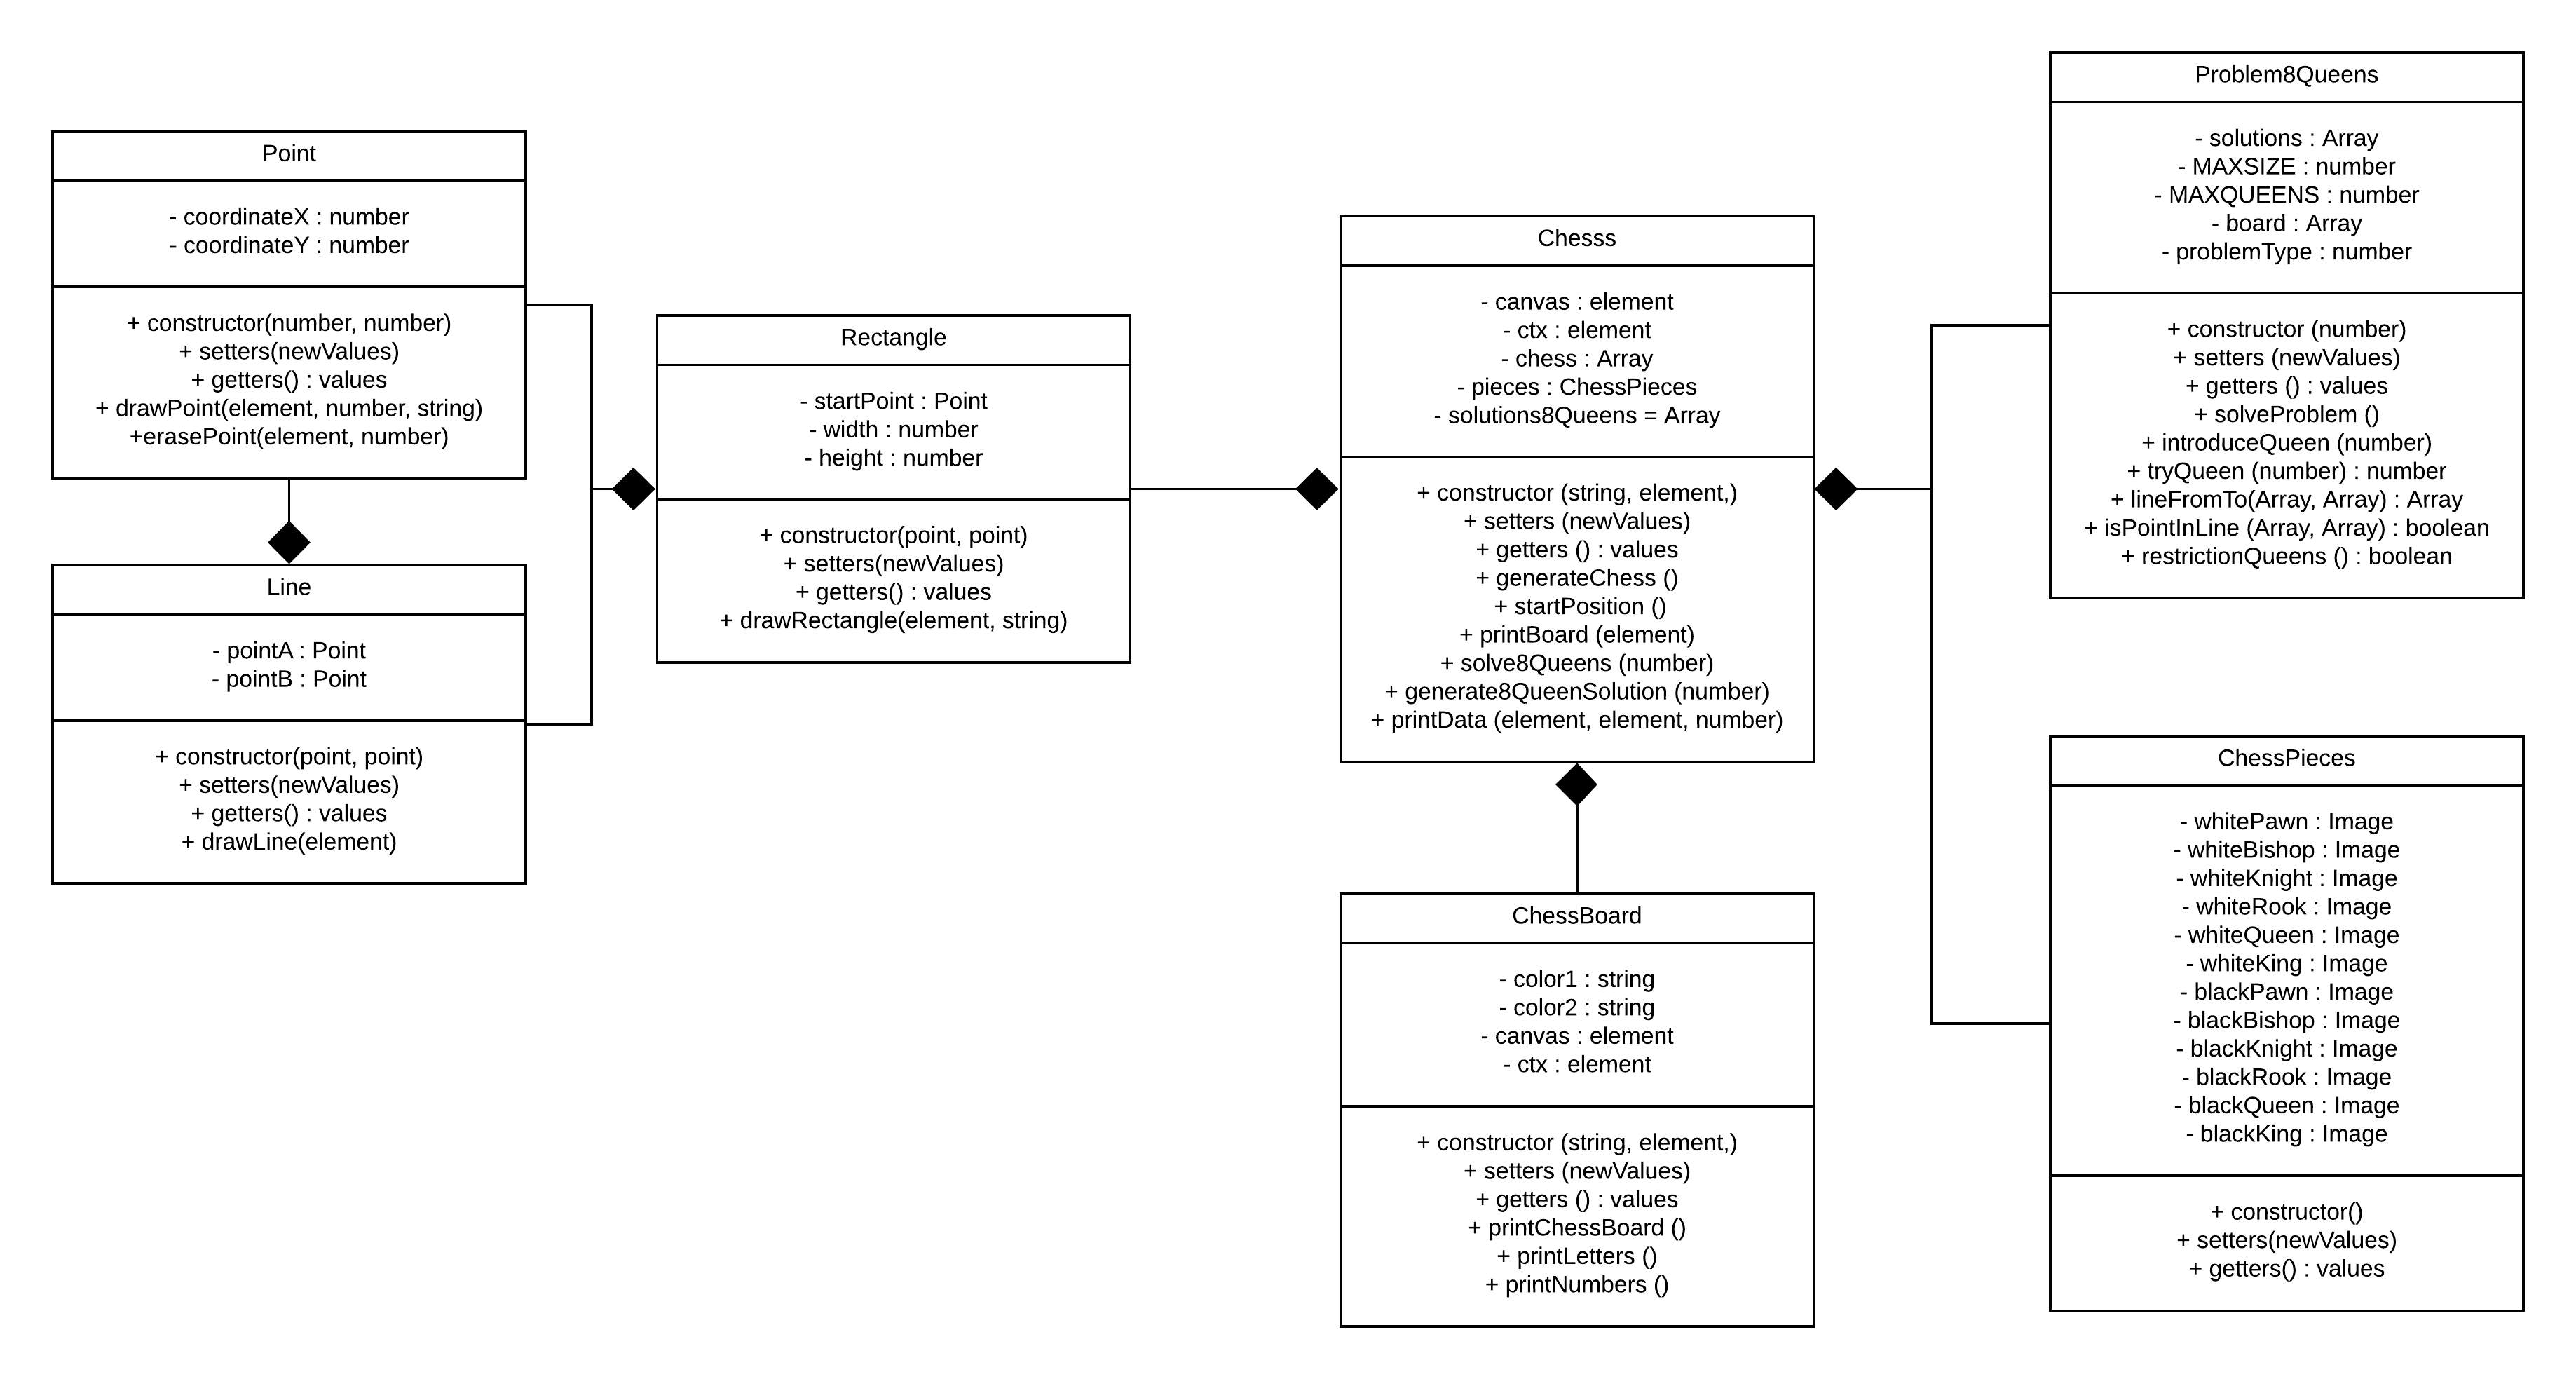 Point
- coordinateX : number
- coordinateY : number
+ constructor(number, number)
+ setters(newValues)
+ getters() : values
+ drawPoint(element, number, string)
+erasePoint(element, number)
Line
- pointA : Point
- pointB : Point
+ constructor(point, point)
+ setters(newValues)
+ getters() : values
+ drawLine(element)
Rectangle
- startPoint : Point
- width : number
- height : number
+ constructor(point, point)
+ setters(newValues)
+ getters() : values
+ drawRectangle(element, string)
Chesss
- canvas : element
- ctx : element
- chess : Array
- pieces : ChessPieces
- solutions8Queens = Array
+ constructor (string, element,)
+ setters (newValues)
+ getters () : values
+ generateChess ()
+ startPosition ()
+ printBoard (element)
+ solve8Queens (number)
+ generate8QueenSolution (number)
+ printData (element, element, number)
ChessBoard
- color1 : string
- color2 : string
- canvas : element
- ctx : element
+ constructor (string, element,)
+ setters (newValues)
+ getters () : values
+ printChessBoard ()
+ printLetters ()
+ printNumbers ()
Problem8Queens
- solutions : Array
- MAXSIZE : number
- MAXQUEENS : number
- board : Array
- problemType : number
+ constructor (number)
+ setters (newValues)
+ getters () : values
+ solveProblem ()
+ introduceQueen (number)
+ tryQueen (number) : number
+ lineFromTo(Array, Array) : Array
+ isPointInLine (Array, Array) : boolean
+ restrictionQueens () : boolean
ChessPieces
- whitePawn : Image
- whiteBishop : Image
- whiteKnight : Image
- whiteRook : Image
- whiteQueen : Image
- whiteKing : Image
- blackPawn : Image
- blackBishop : Image
- blackKnight : Image
- blackRook : Image
- blackQueen : Image
- blackKing : Image
+ constructor()
+ setters(newValues)
+ getters() : values